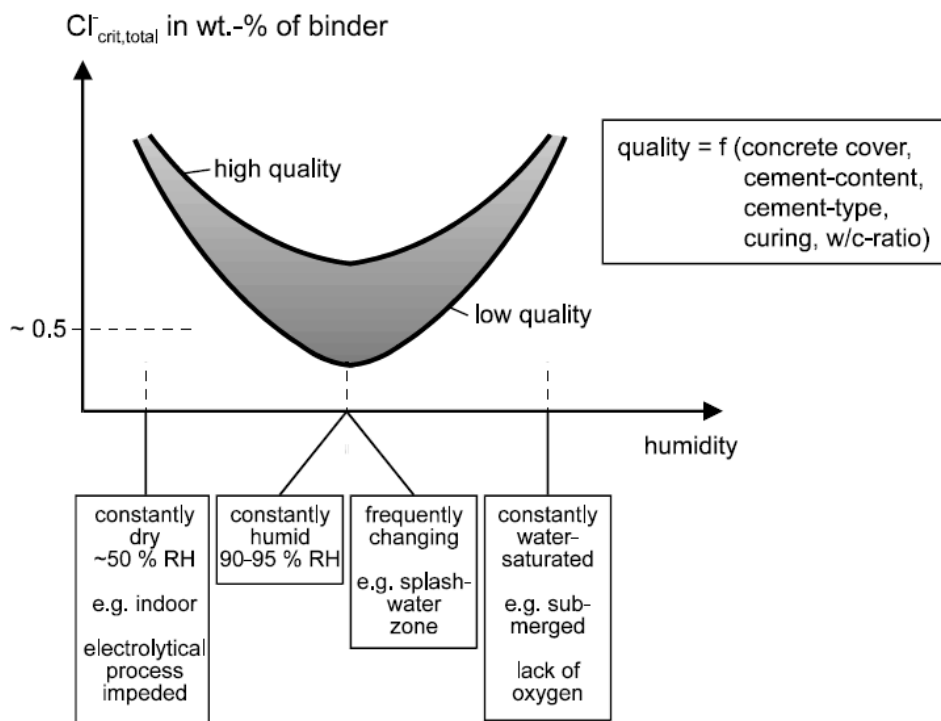 Cl⁻crit,total in wt.-% of binder
high quality
quality = f (concrete cover,
cement-content,
cement-type,
curing, w/c-ratio)
low quality
~ 0.5
humidity
constantly
dry
~50 % RH
e.g. indoor
electrolytical
process
impeded
constantly
humid
90–95 % RH
frequently
changing
e.g. splash-
water
zone
constantly
water-
saturated
e.g. sub-
merged
lack of
oxygen